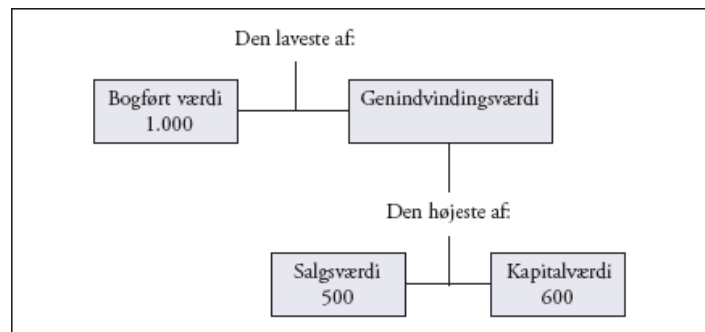 Den laveste af:
Bogført værdi
1.000
Genindvindingsværdi
Den højeste af:
Salgsværdi
500
Kapitalværdi
600